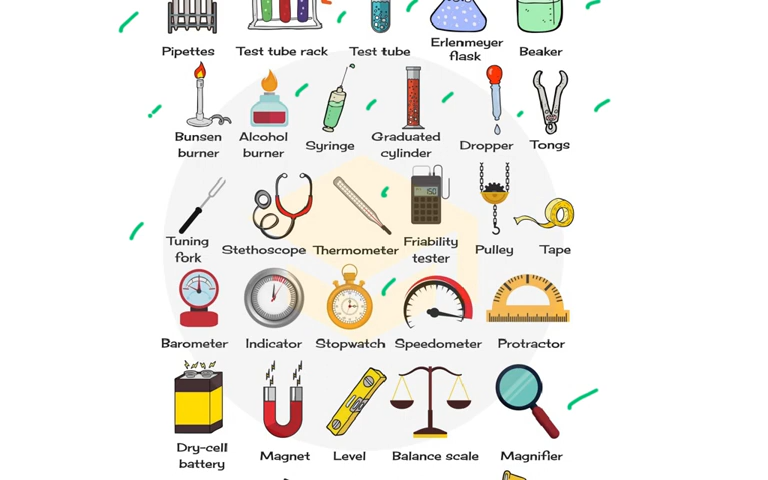 Pipettes Test tube rack Test tube Erlenmeyer flask Beaker
Bunsen burner Alcohol burner Syringe Graduated cylinder Dropper Tongs
Tuning fork Stethoscope Thermometer Friability tester Pulley Tape
Barometer Indicator Stopwatch Speedometer Protractor
Dry-cell battery Magnet Level Balance scale Magnifier